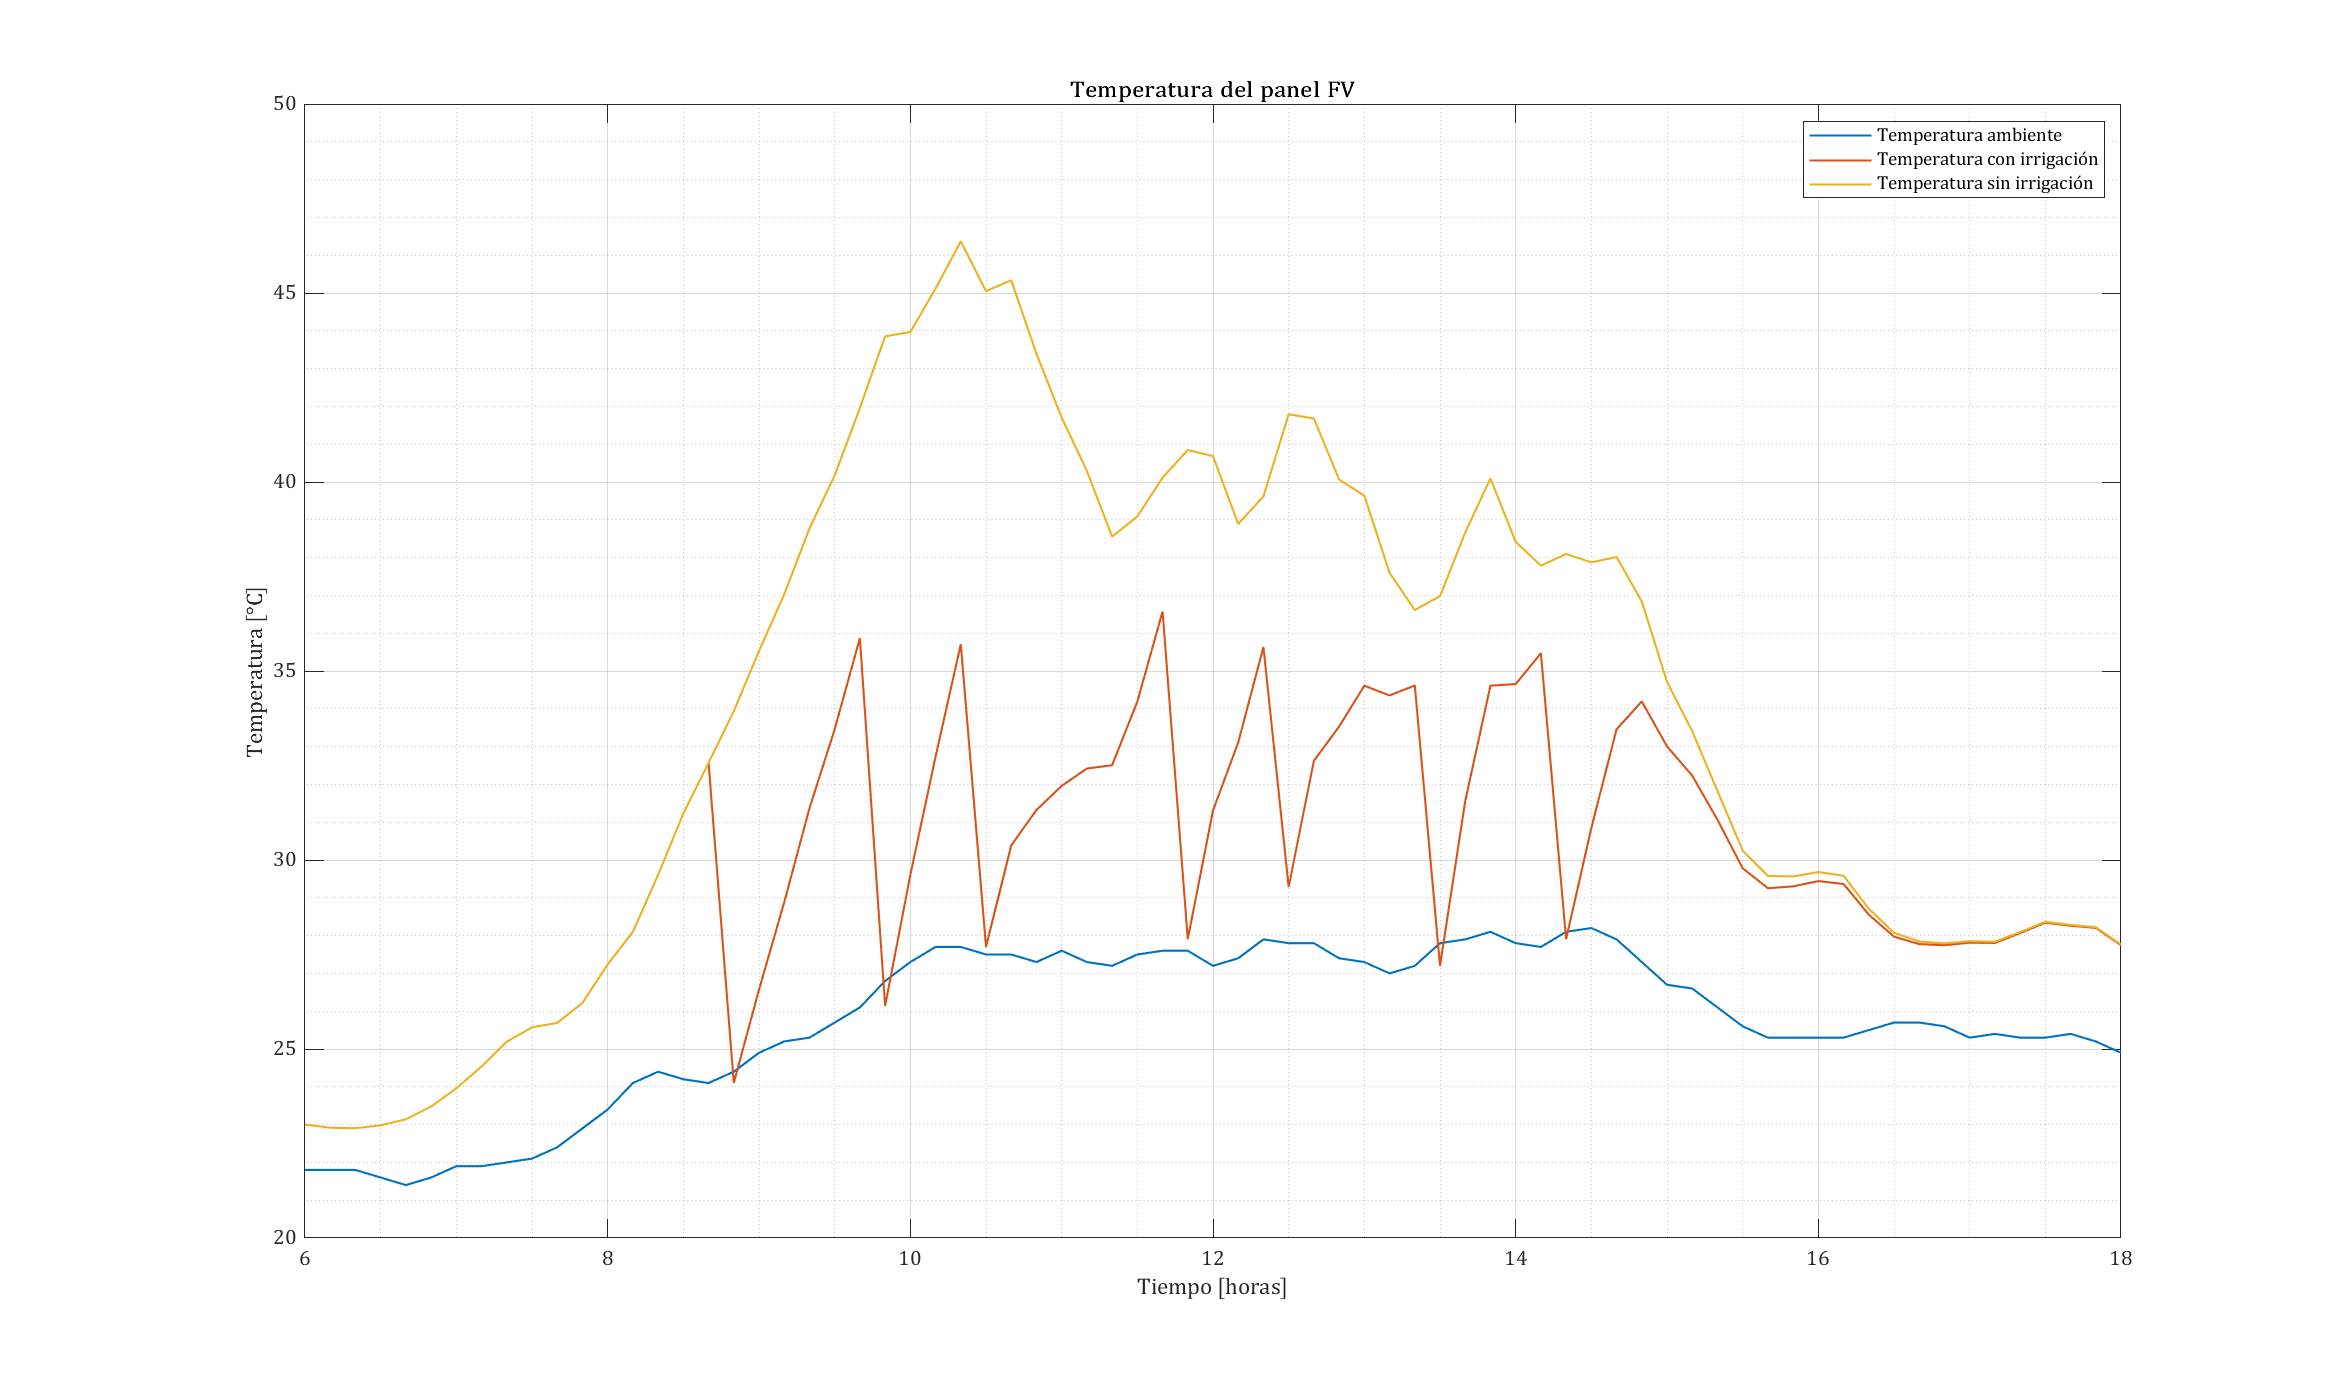 Temperatura del panel FV
50
45
40
35
30
25
20
Temperatura [°C]
Temperatura ambiente
Temperatura con irrigación
Temperatura sin irrigación
6 8 10 12 14 16 18
Tiempo [horas]